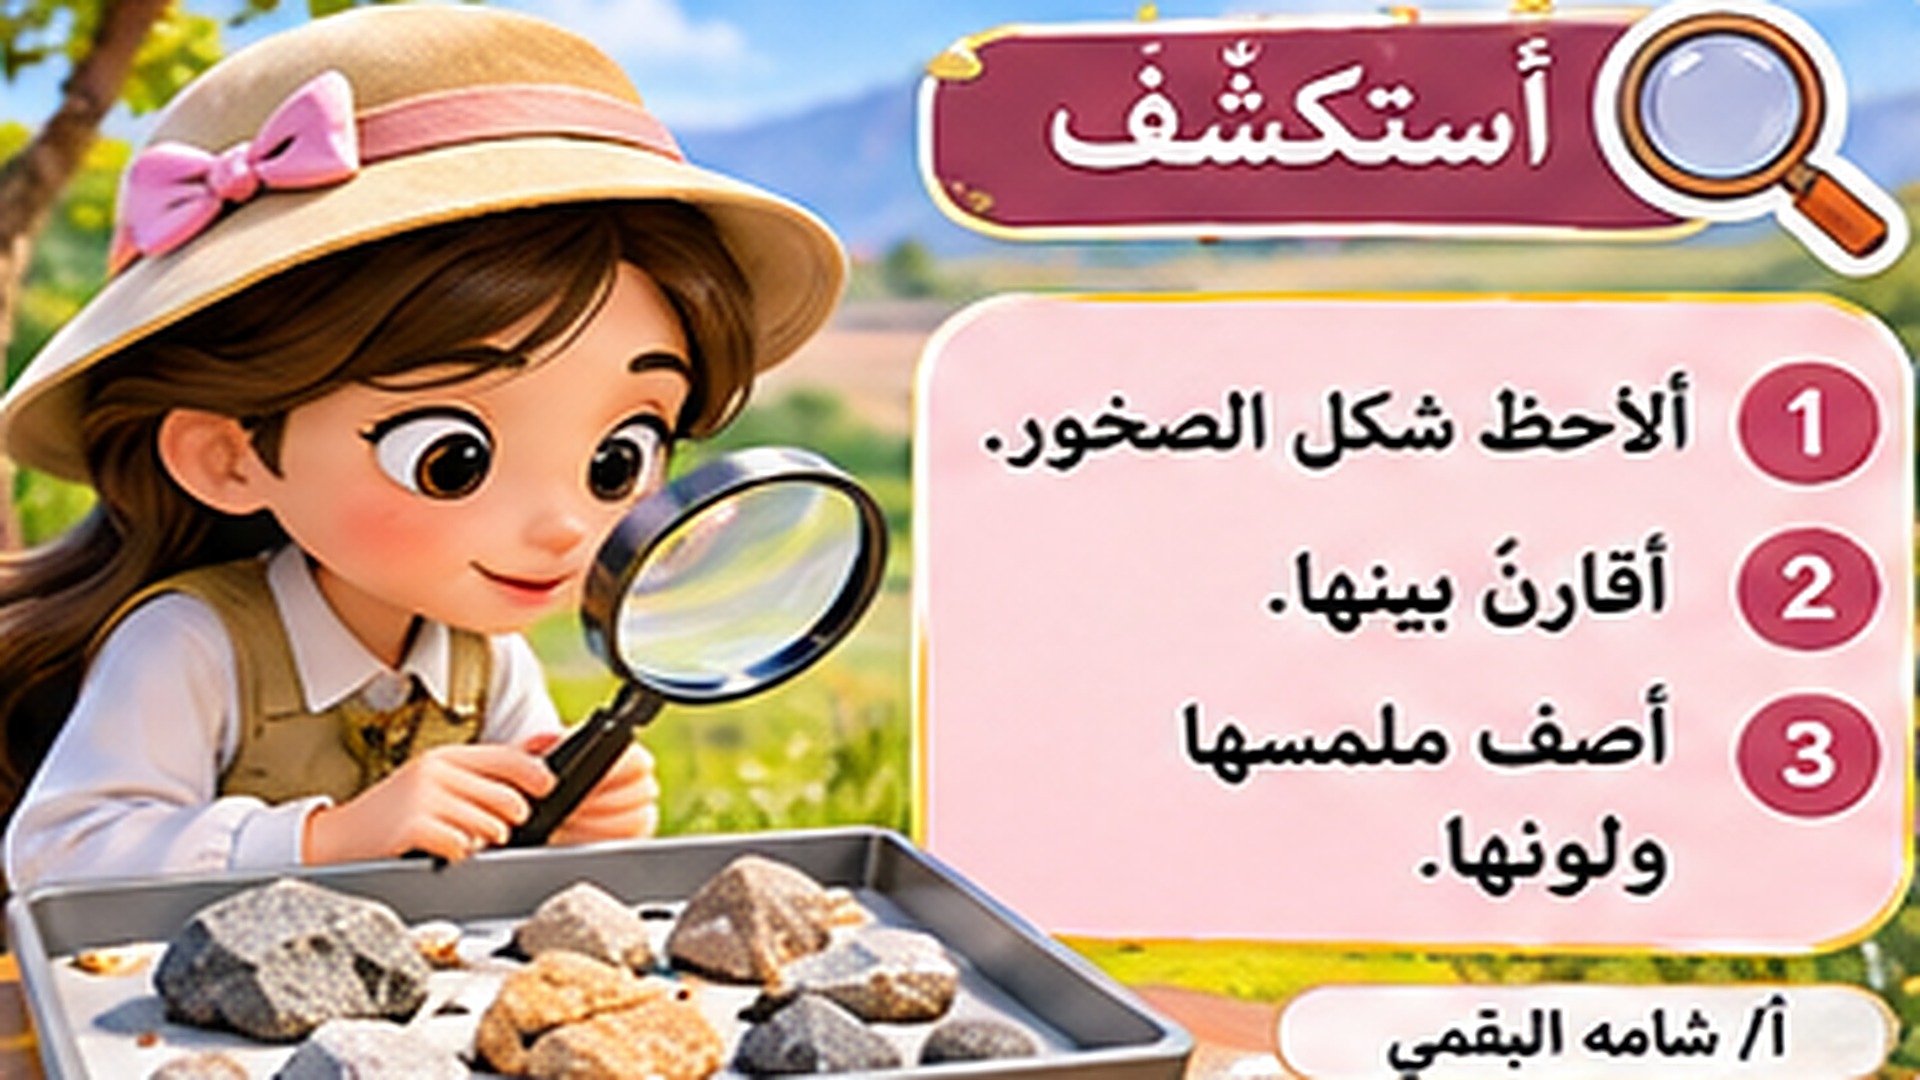 أستكشّفَ
1 ألأحظ شكل الصخور.
2 أقارنَ بينها.
3 أصف ملمسها
ولونها.
أ/ شامه البقمي